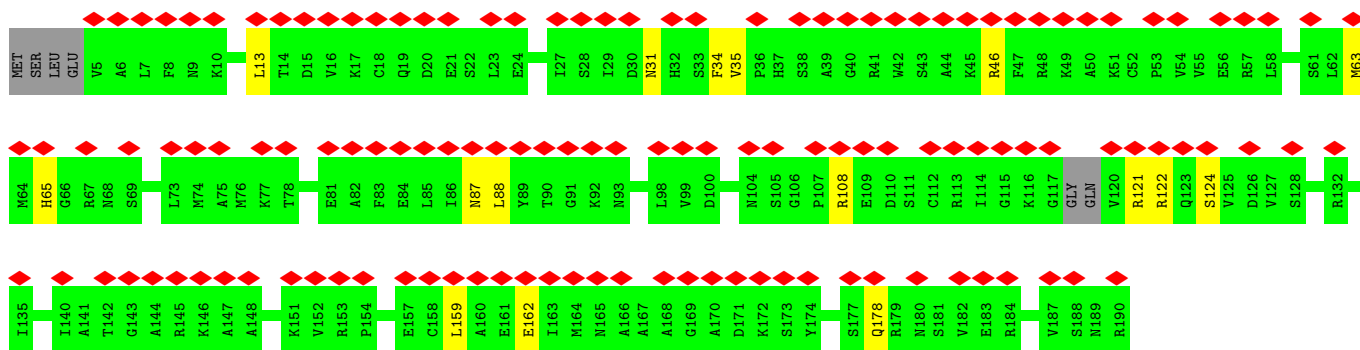 MET SER LEU GLU V5 A6 L7 F8 N9 K10 L13 T14 D15 V16 K17 C18 Q19 D20 E21 S22 L23 E24 I27 S28 I29 D30 N31 H32 S33 F34 V35 P36 H37 S38 A39 G40 R41 W42 S43 A44 K45 R46 F47 R48 K49 A50 K51 C52 P53 V54 V55 E56 R57 L58 S61 L62 M63
M64 H65 G66 R67 N68 S69 L73 M74 A75 M76 K77 T78 E81 A82 F83 E84 L85 I86 N87 L88 Y89 T90 G91 K92 N93 L98 V99 D100 N104 S105 G106 P107 R108 E109 D110 S111 C112 R113 I114 G115 K116 G117 GLY GLN V120 R121 R122 Q123 S124 V125 D126 V127 S128 R132
I135 I140 A141 T142 G143 A144 R145 K146 A147 A148 K151 V152 R153 P154 E157 C158 L159 A160 E161 E162 I163 M164 N165 A166 A167 A168 G169 A170 D171 K172 S173 Y174 S177 Q178 R179 N180 S181 V182 E183 R184 V187 S188 N189 R190